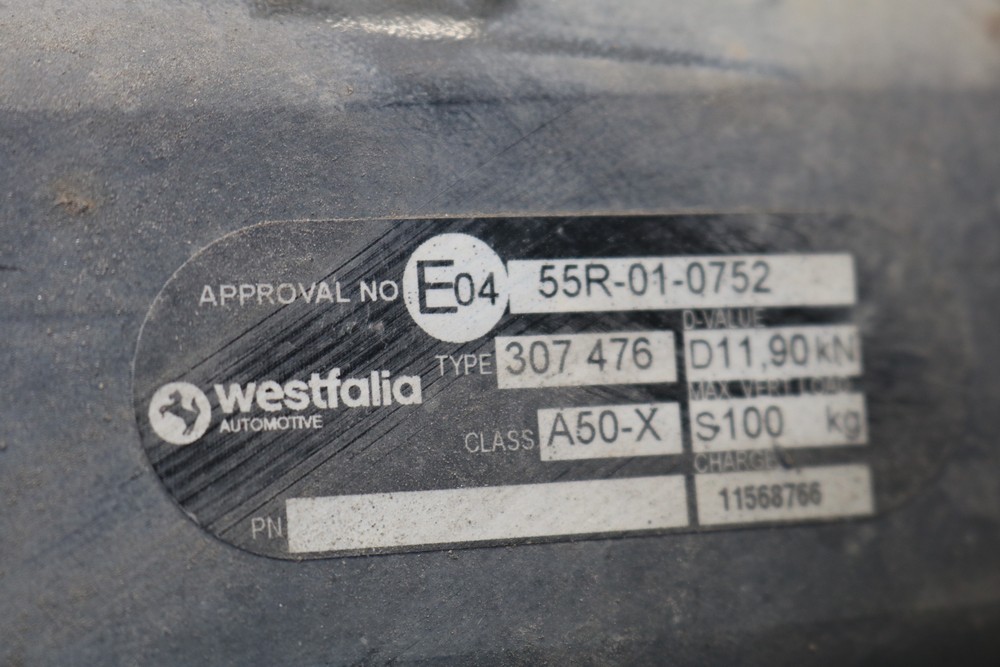 APPROVAL NO E04 55R-01-0752
D-VALUE
TYPE 307 476 D11,90 kN
MAX. VERT. LOAD
westfalia
AUTOMOTIVE
CLASS A50-X S100 kg
CHARGE
PN 11568766